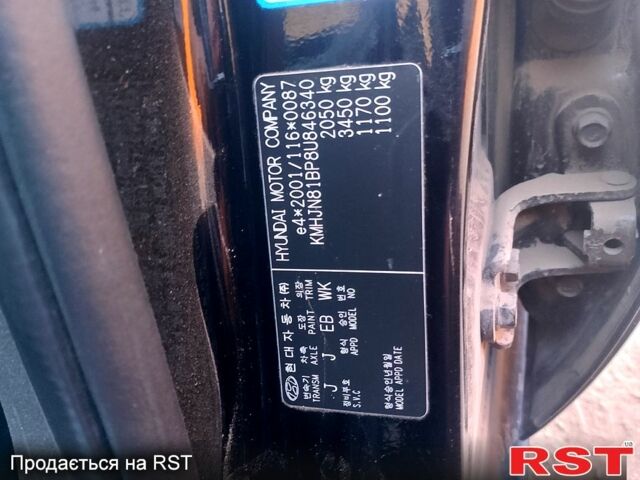 HYUNDAI MOTOR COMPANY
e4*2001/116*0087
KMHJN81BP8U846340
2050 kg
3450 kg
1170 kg
1100 kg
현대자동차(주)
변속기 차축 도장 의장
TRANSM AXLE PAINT TRIM
J J EB WK
장비부호 형식 승인 번호
S.V.C APPD MODEL NO
형식승인년월일
MODEL APPD DATE
Продається на RST
RST